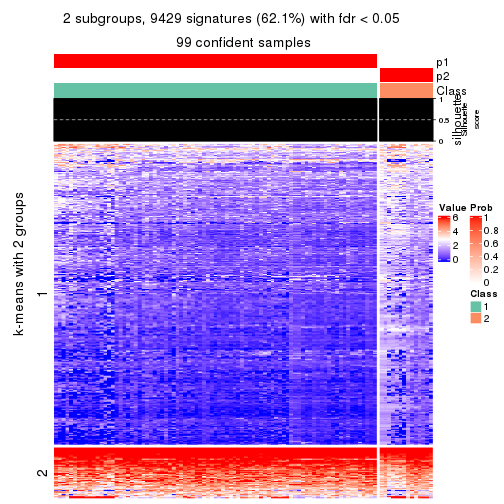 2 subgroups, 9429 signatures (62.1%) with fdr < 0.05
99 confident samples
p1
p2
Class
1
0.5
0
silhouette
Silhouette
score
k-means with 2 groups
1
2
Value
6
4
2
0
Prob
1
0.8
0.6
0.4
0.2
0
Class
1
2